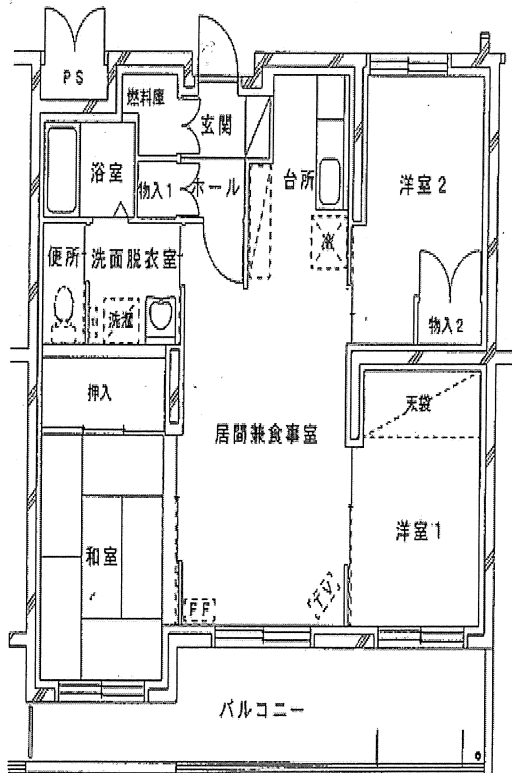 PS
燃料庫
玄関
浴室
物入1
ホール
台所
洋室2
便所
洗面脱衣室
洗濯
物入2
押入
天袋
居間兼食事室
洋室1
和室
FF
TV
バルコニー